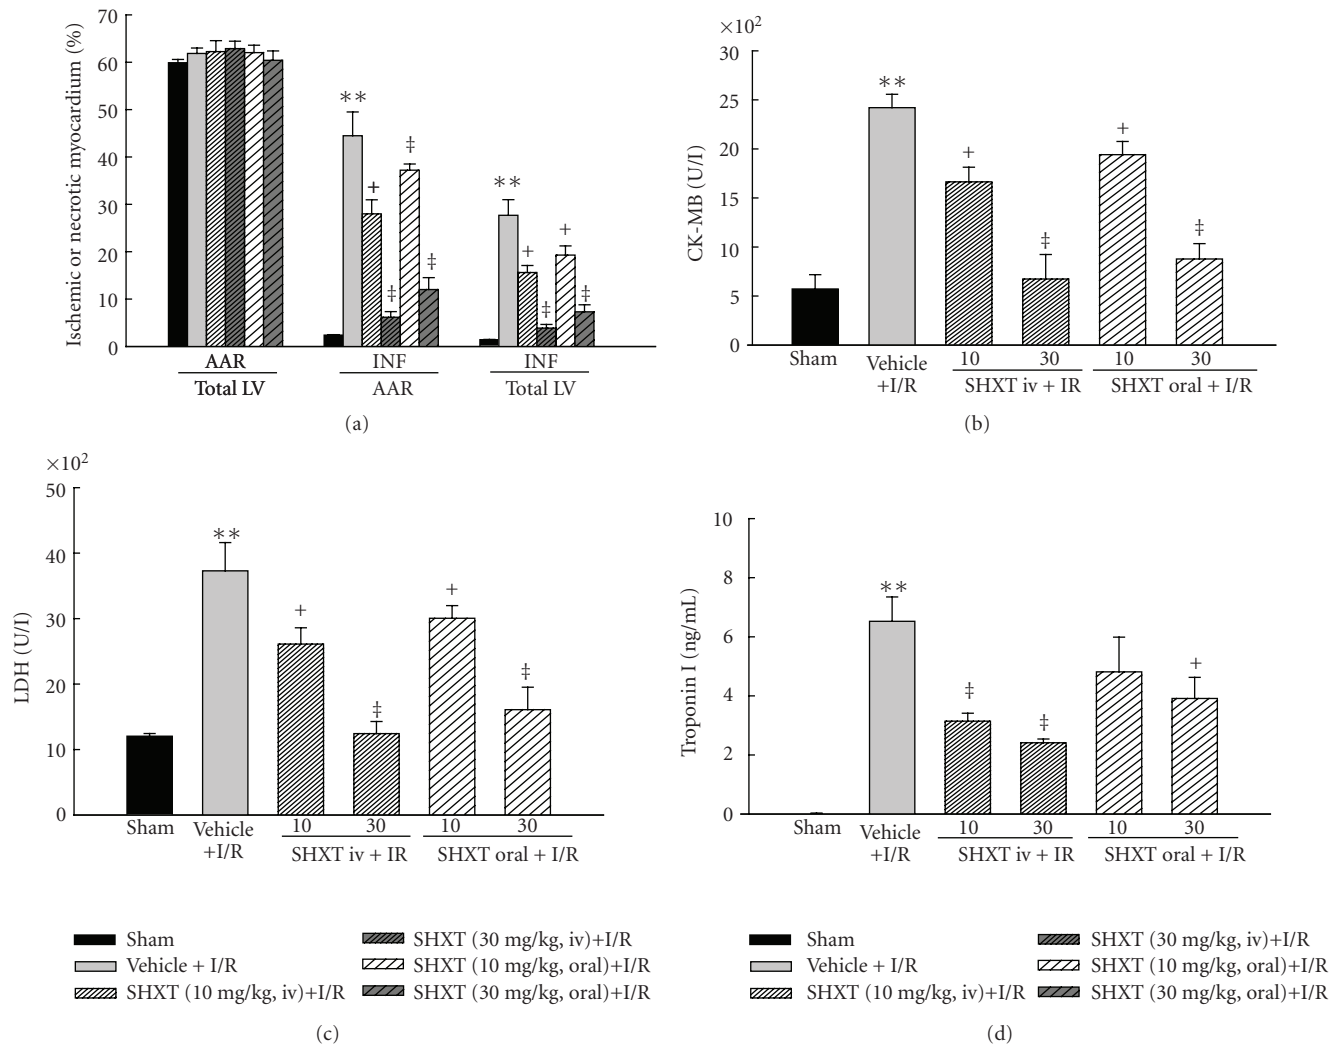 Ischemic or necrotic myocardium (%)
70
60
50
40
30
20
10
0
** + ‡ ‡ ‡
** + ‡ + ‡
AAR INF INF
Total LV AAR Total LV
(a)
×10²
CK-MB (U/I)
30
25
20
15
10
5
0
** + ‡ + ‡
Sham Vehicle +I/R 10 30 10 30
SHXT iv + IR SHXT oral + I/R
(b)
×10²
LDH (U/I)
50
40
30
20
10
0
** + ‡ + ‡
Sham Vehicle +I/R 10 30 10 30
SHXT iv + IR SHXT oral + I/R
Sham
Vehicle + I/R
SHXT (10 mg/kg, iv)+I/R
SHXT (30 mg/kg, iv)+I/R
SHXT (10 mg/kg, oral)+I/R
SHXT (30 mg/kg, oral)+I/R
(c)
Troponin I (ng/mL)
10
8
6
4
2
0
** ‡ ‡ +
Sham Vehicle +I/R 10 30 10 30
SHXT iv + IR SHXT oral + I/R
Sham
Vehicle + I/R
SHXT (10 mg/kg, iv)+I/R
SHXT (30 mg/kg, iv)+I/R
SHXT (10 mg/kg, oral)+I/R
SHXT (30 mg/kg, oral)+I/R
(d)